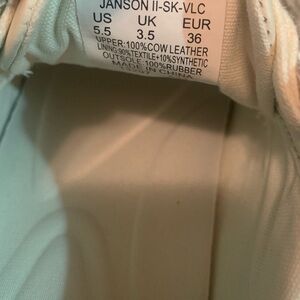 JANSON II-SK-VLC
US UK EUR
5.5 3.5 36
UPPER:100%COW LEATHER
LINING:90%TEXTILE+10%SYNTHETIC
OUTSOLE:100%RUBBER
MADE IN CHINA